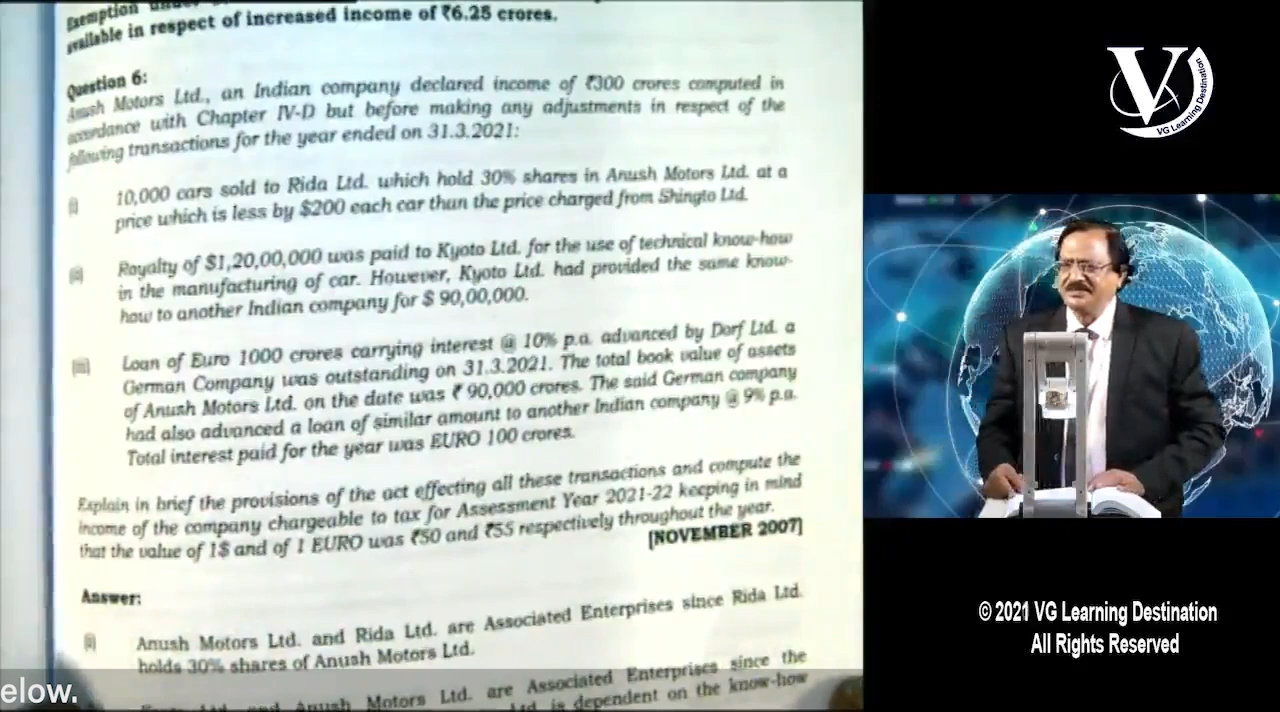 Exemption
available in respect of increased income of ₹6.25 crores.
Question 6:
Anush Motors Ltd., an Indian company declared income of ₹300 crores computed in
accordance with Chapter IV-D but before making any adjustments in respect of the
following transactions for the year ended on 31.3.2021:
(i) 10,000 cars sold to Rida Ltd. which hold 30% shares in Anush Motors Ltd. at a
price which is less by $200 each car than the price charged from Shingto Ltd.
(ii) Royalty of $1,20,00,000 was paid to Kyoto Ltd. for the use of technical know-how
in the manufacturing of car. However, Kyoto Ltd. had provided the same know-
how to another Indian company for $ 90,00,000.
(iii) Loan of Euro 1000 crores carrying interest @ 10% p.a. advanced by Dorf Ltd. a
German Company was outstanding on 31.3.2021. The total book value of assets
of Anush Motors Ltd. on the date was ₹ 90,000 crores. The said German company
had also advanced a loan of similar amount to another Indian company @ 9% p.a.
Total interest paid for the year was EURO 100 crores.
Explain in brief the provisions of the act effecting all these transactions and compute the
income of the company chargeable to tax for Assessment Year 2021-22 keeping in mind
that the value of 1$ and of 1 EURO was ₹50 and ₹55 respectively throughout the year.
[NOVEMBER 2007]
Answer:
(i) Anush Motors Ltd. and Rida Ltd. are Associated Enterprises since Rida Ltd.
holds 30% shares of Anush Motors Ltd.
and Anush Motors Ltd. are Associated Enterprises since the
is dependent on the know-how
elow.
V
VG Learning Destination
© 2021 VG Learning Destination
All Rights Reserved